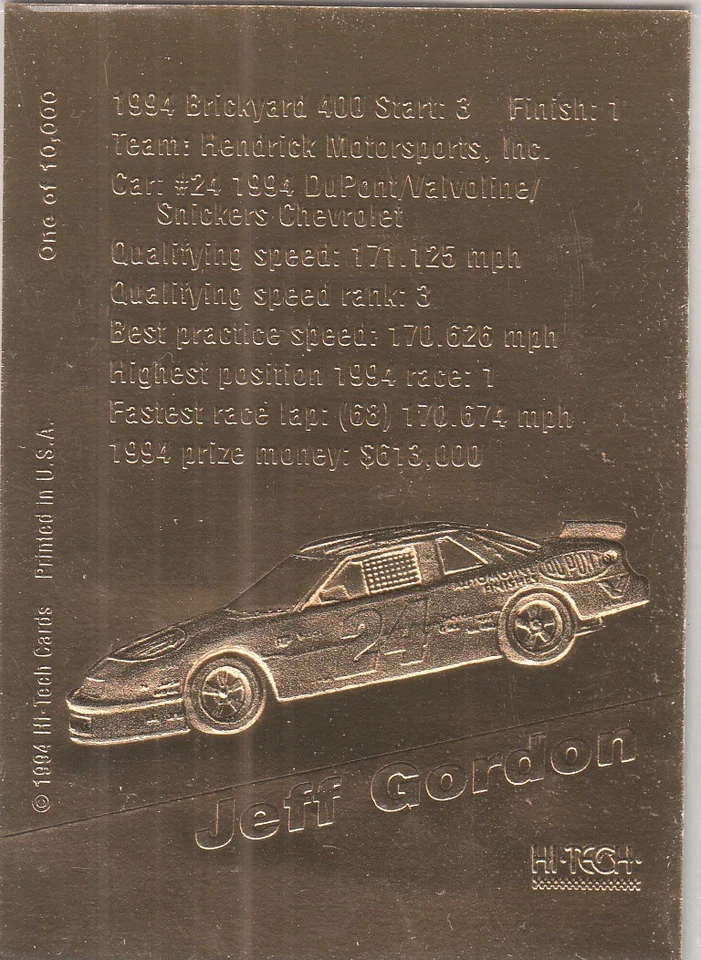 1994 Brickyard 400 Start: 3 Finish: 1
Team: Hendrick Motorsports, Inc.
Car: #24 1994 DuPont/Valvoline/
Snickers Chevrolet
Qualifying speed: 171.125 mph
Qualifying speed rank: 3
Best practice speed: 170.626 mph
Highest position 1994 race: 1
Fastest race lap: (68) 170.674 mph
1994 prize money: $613,000
One of 10,000
© 1994 Hi-Tech Cards Printed in U.S.A.
AUTOMOTIVE
FINISHES
DUPONT
24
Jeff Gordon
HI-TECH